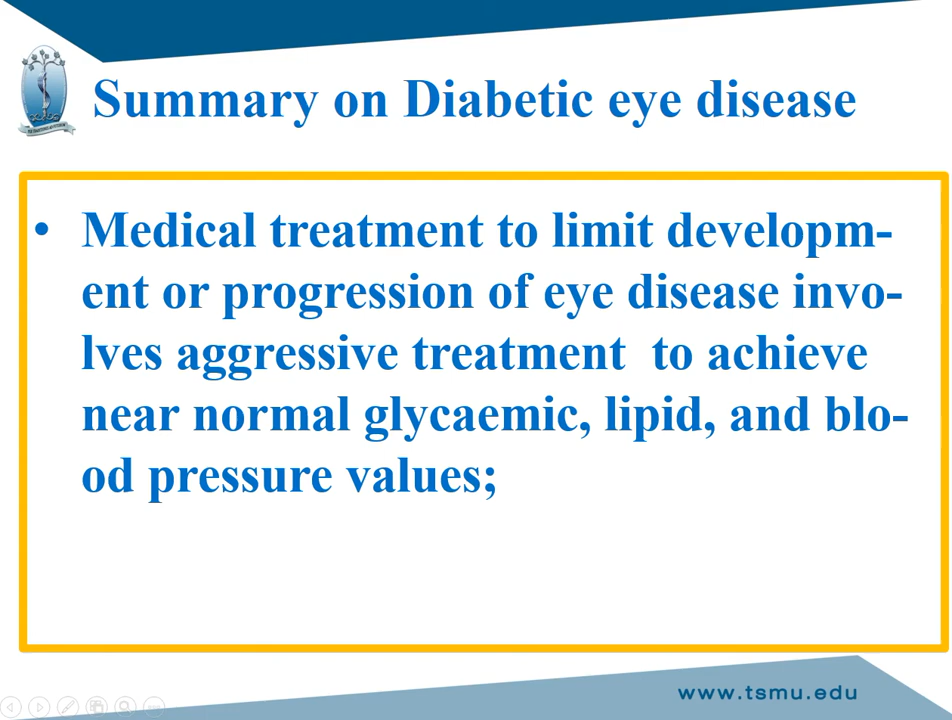 Summary on Diabetic eye disease
• Medical treatment to limit developm-
ent or progression of eye disease invo-
lves aggressive treatment  to achieve
near normal glycaemic, lipid, and blo-
od pressure values;
www.tsmu.edu